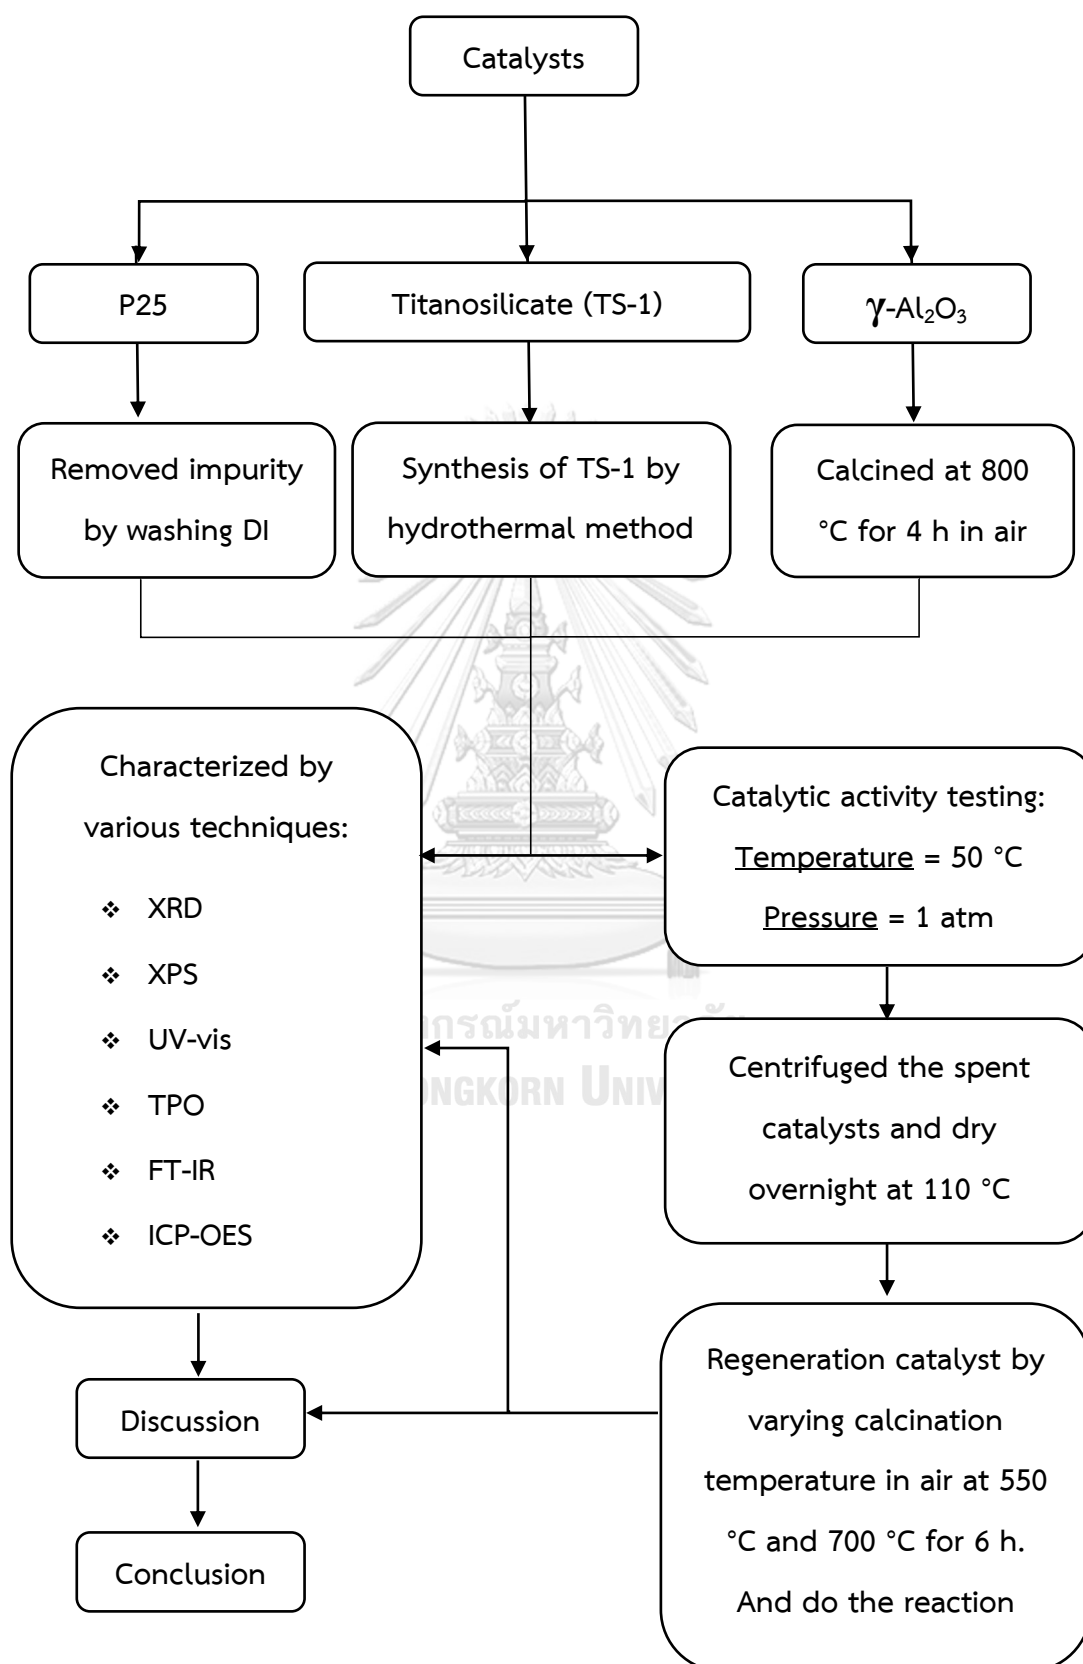 Catalysts
P25
Titanosilicate (TS-1)
γ-Al₂O₃
Removed impurity
by washing DI
Synthesis of TS-1 by
hydrothermal method
Calcined at 800
°C for 4 h in air
Characterized by
various techniques:
❖ XRD
❖ XPS
❖ UV-vis
❖ TPO
❖ FT-IR
❖ ICP-OES
Catalytic activity testing:
Temperature = 50 °C
Pressure = 1 atm
Centrifuged the spent
catalysts and dry
overnight at 110 °C
Regeneration catalyst by
varying calcination
temperature in air at 550
°C and 700 °C for 6 h.
And do the reaction
Discussion
Conclusion